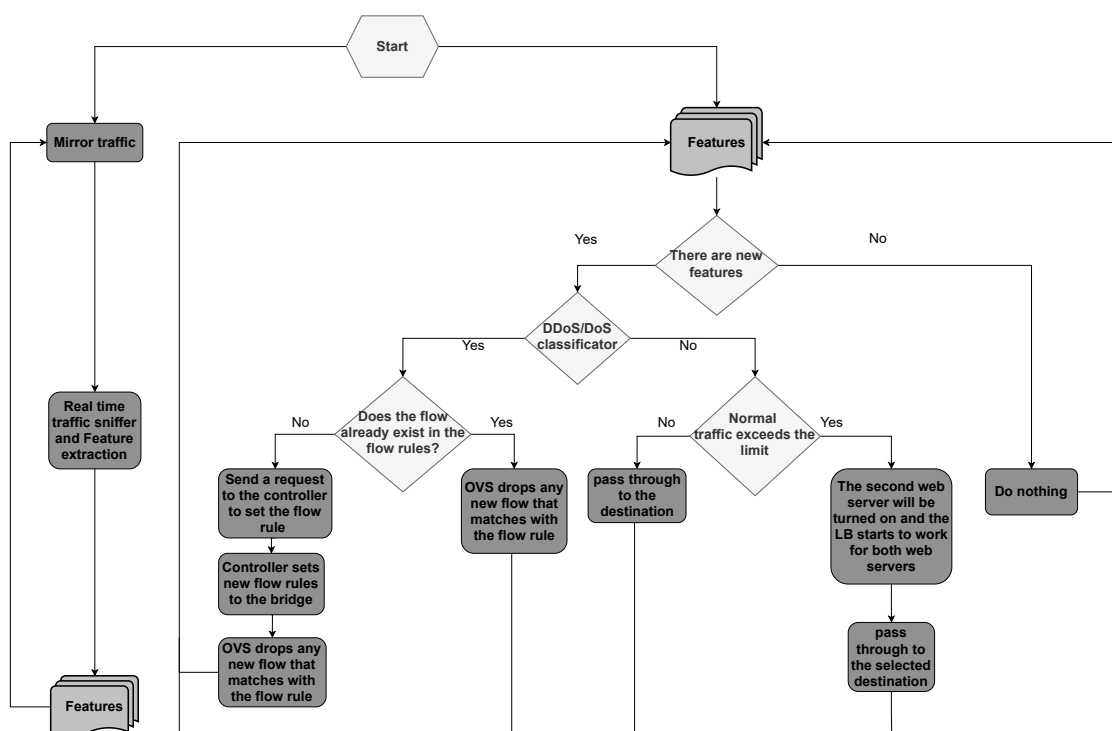 Start
Mirror traffic
Features
There are new
features
Yes
No
DDoS/DoS
classificator
Yes
No
Real time
traffic sniffer
and Feature
extraction
Does the flow
already exist in the
flow rules?
No
Yes
Normal
traffic exceeds the
limit
No
Yes
Send a request
to the controller
to set the flow
rule
OVS drops any
new flow that
matches with
the flow rule
pass through
to the
destination
The second web
server will be
turned on and the
LB starts to work
for both web
servers
Do nothing
Controller sets
new flow rules
to the bridge
OVS drops any
new flow that
matches with
the flow rule
pass
through to
the selected
destination
Features